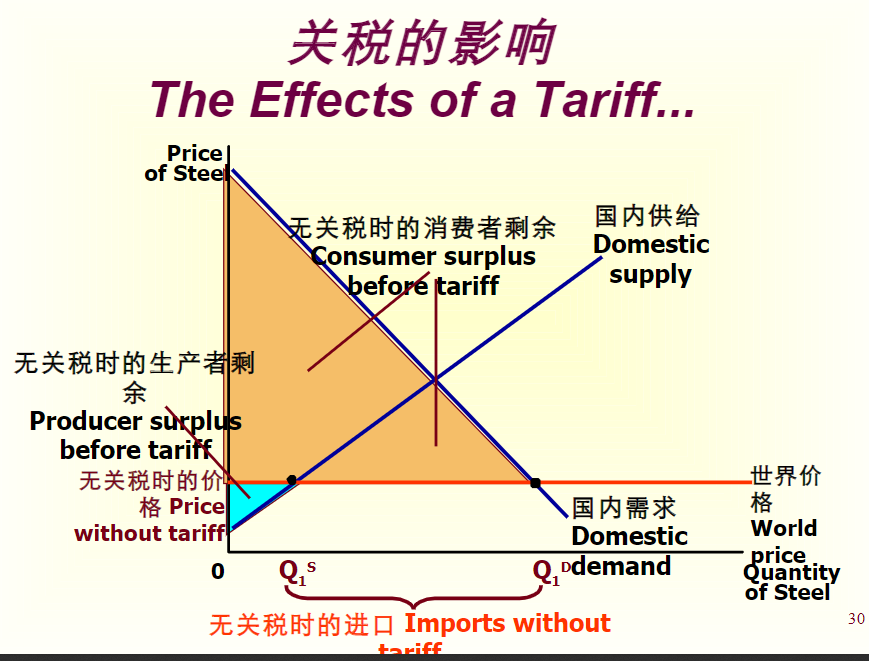 关税的影响
The Effects of a Tariff...
Price
of Steel
无关税时的消费者剩余
Consumer surplus
before tariff
国内供给
Domestic
supply
无关税时的生产者剩
余
Producer surplus
before tariff
无关税时的价
格 Price
without tariff
世界价
格
World
price
国内需求
Domestic
demand
Quantity
of Steel
0
Q1S
Q1D
无关税时的进口 Imports without
tariff
30